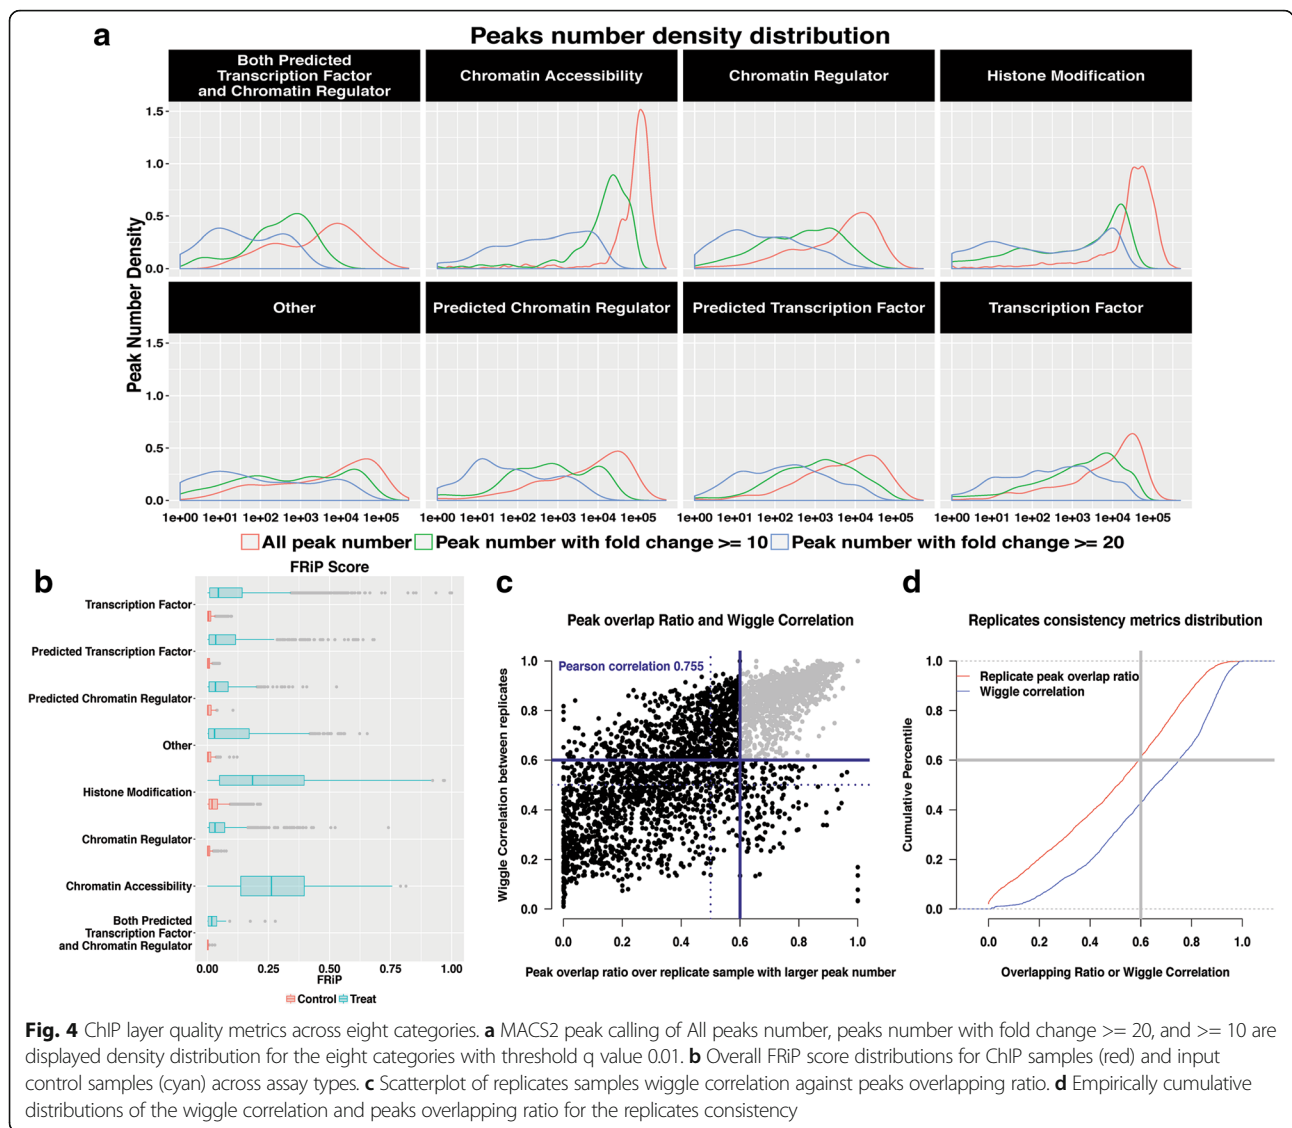 a
Peaks number density distribution
Both Predicted
Transcription Factor
and Chromatin Regulator
Chromatin Accessibility
Chromatin Regulator
Histone Modification
1.5
1.0
0.5
0.0
Peak Number Density
Other
Predicted Chromatin Regulator
Predicted Transcription Factor
Transcription Factor
1.5
1.0
0.5
0.0
1e+00 1e+01 1e+02 1e+03 1e+04 1e+05
1e+00 1e+01 1e+02 1e+03 1e+04 1e+05
1e+00 1e+01 1e+02 1e+03 1e+04 1e+05
1e+00 1e+01 1e+02 1e+03 1e+04 1e+05
All peak number Peak number with fold change >= 10 Peak number with fold change >= 20
b
FRiP Score
Transcription Factor
Predicted Transcription Factor
Predicted Chromatin Regulator
Other
Histone Modification
Chromatin Regulator
Chromatin Accessibility
Both Predicted
Transcription Factor
and Chromatin Regulator
0.00 0.25 0.50 0.75 1.00
FRiP
Control Treat
c
Peak overlap Ratio and Wiggle Correlation
Pearson correlation 0.755
Wiggle Correlation between replicates
1.0
0.8
0.6
0.4
0.2
0.0
0.0 0.2 0.4 0.6 0.8 1.0
Peak overlap ratio over replicate sample with larger peak number
d
Replicates consistency metrics distribution
Replicate peak overlap ratio
Wiggle correlation
Cumulative Percentile
1.0
0.8
0.6
0.4
0.2
0.0
0.0 0.2 0.4 0.6 0.8 1.0
Overlapping Ratio or Wiggle Correlation
Fig. 4 ChIP layer quality metrics across eight categories. a MACS2 peak calling of All peaks number, peaks number with fold change >= 20, and >= 10 are
displayed density distribution for the eight categories with threshold q value 0.01. b Overall FRiP score distributions for ChIP samples (red) and input
control samples (cyan) across assay types. c Scatterplot of replicates samples wiggle correlation against peaks overlapping ratio. d Empirically cumulative
distributions of the wiggle correlation and peaks overlapping ratio for the replicates consistency